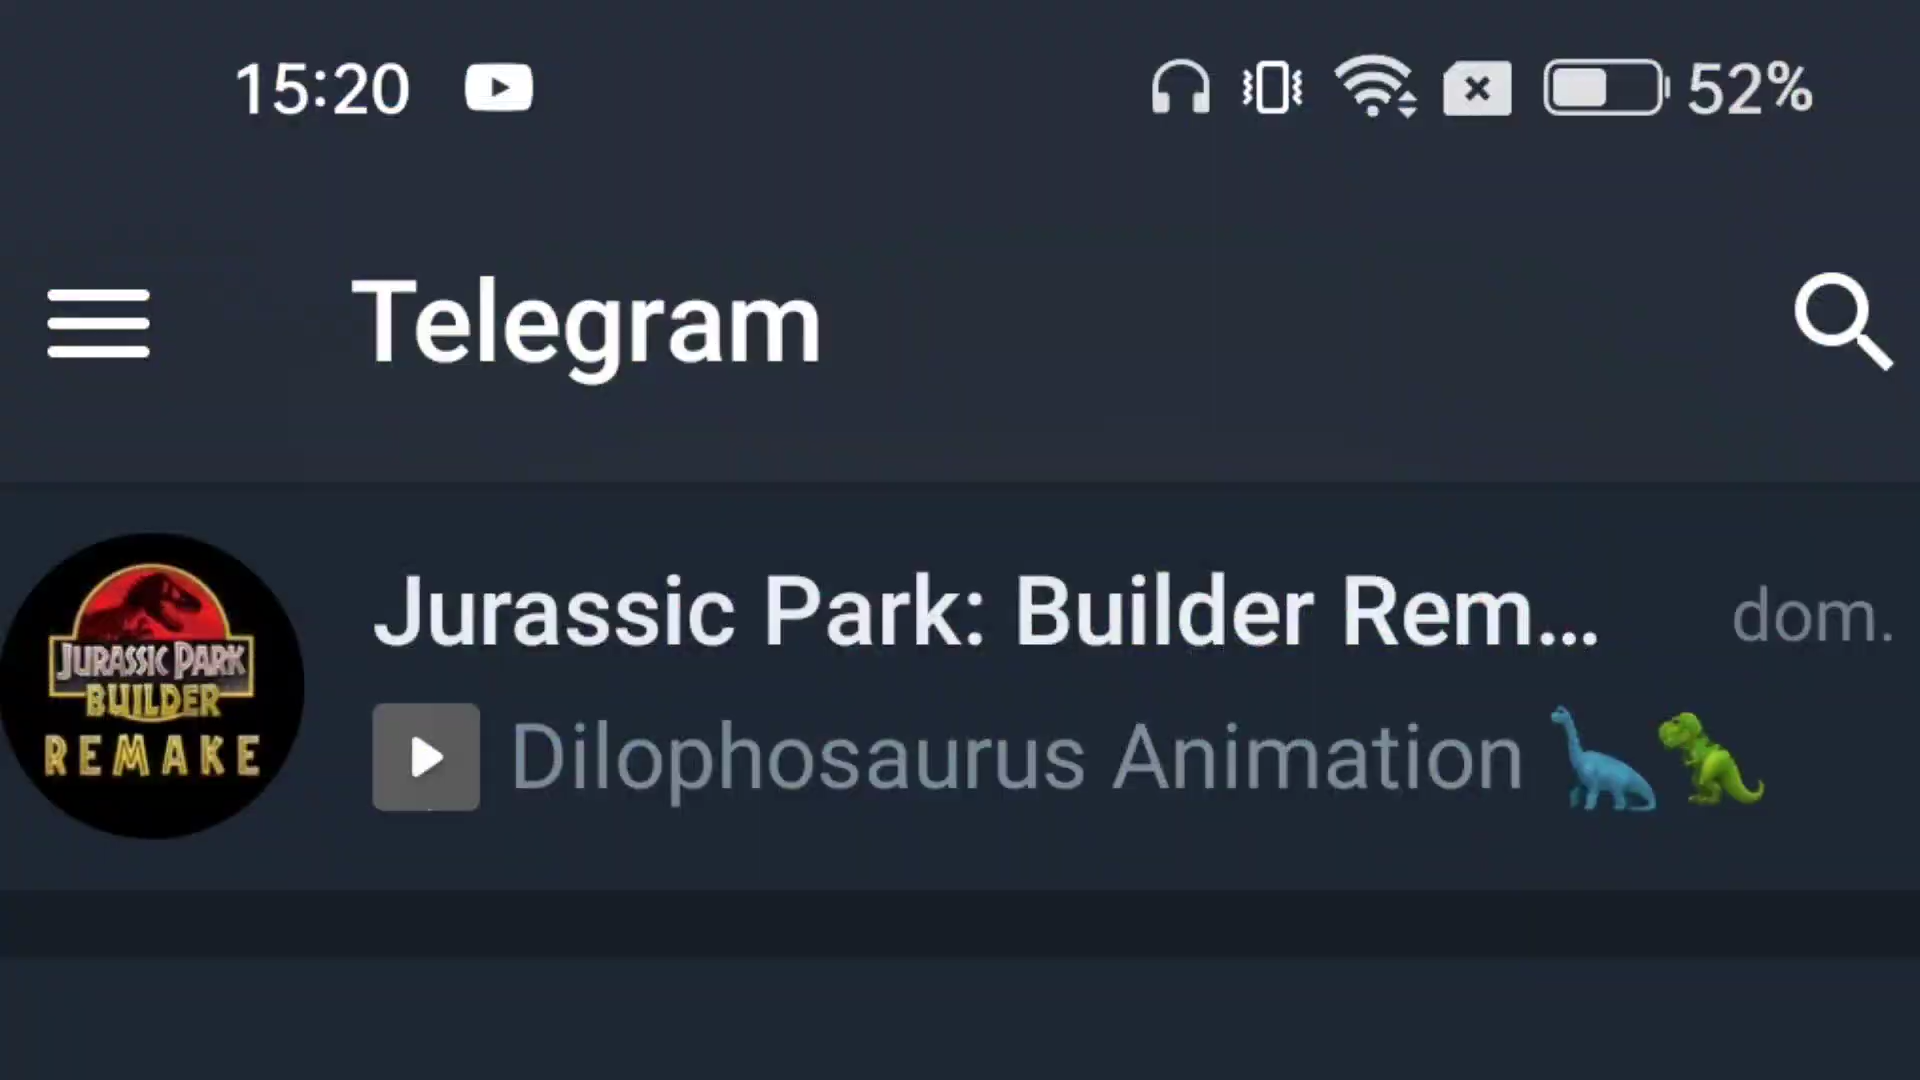 15:20 52%
Telegram
Jurassic Park: Builder Rem... dom.
Dilophosaurus Animation 🦕🦖
JURASSIC PARK
BUILDER
REMAKE